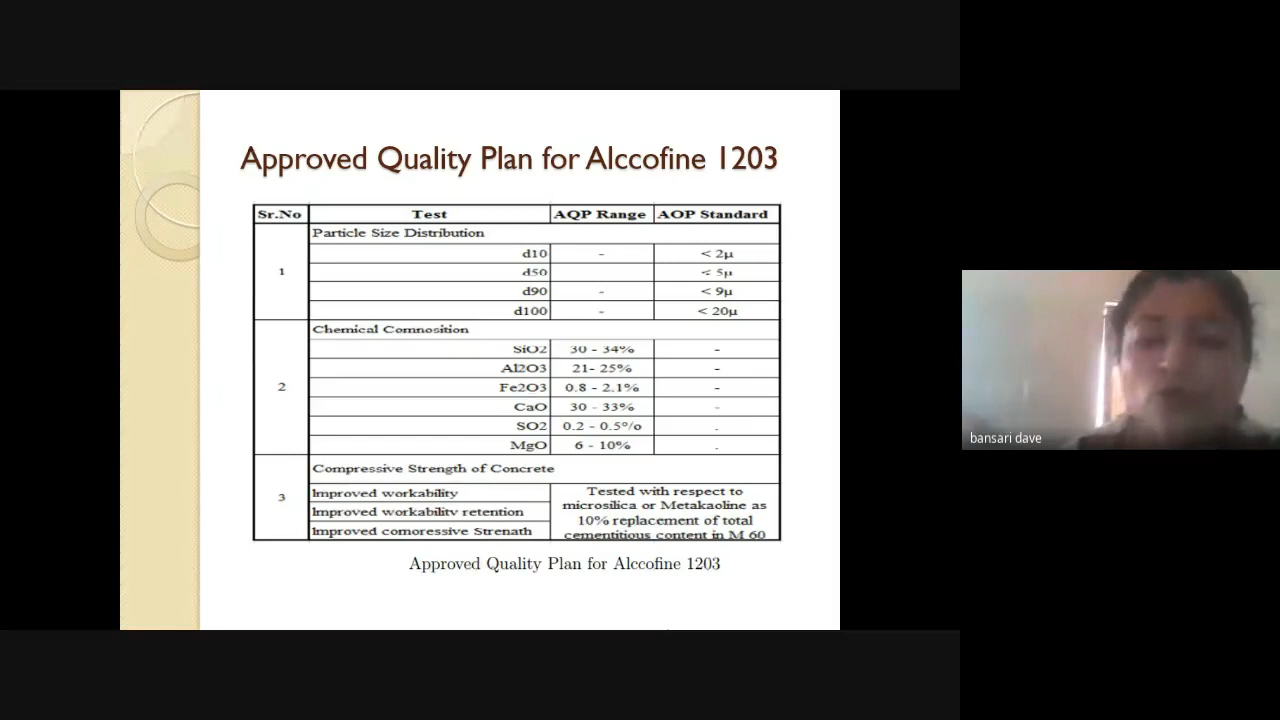 Approved Quality Plan for Alccofine 1203
Sr.No Test AQP Range AOP Standard
1 Particle Size Distribution
d10 - < 2µ
d50 < 5µ
d90 - < 9µ
d100 - < 20µ
2 Chemical Comnosition
SiO2 30 - 34% -
Al2O3 21- 25% -
Fe2O3 0.8 - 2.1% -
CaO 30 - 33% -
SO2 0.2 - 0.5% .
MgO 6 - 10% .
3 Compressive Strength of Concrete
Improved workability
Improved workability retention
Improved comoressive Strenath
Tested with respect to
microsilica or Metakaoline as
10% replacement of total
cementitious content in M 60
Approved Quality Plan for Alccofine 1203
bansari dave